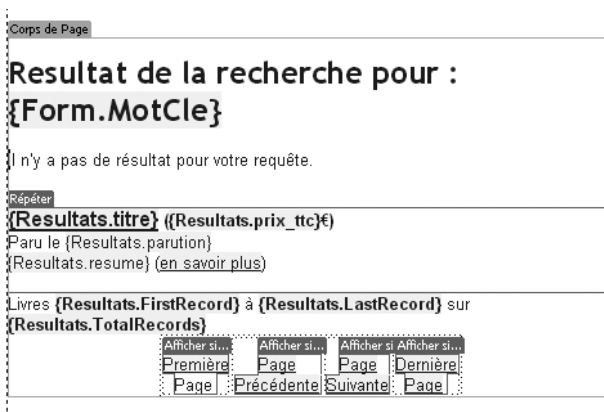 Corps de Page
Resultat de la recherche pour :
{Form.MotCle}
Il n'y a pas de résultat pour votre requête.
Répéter
{Resultats.titre} ({Resultats.prix_ttc}€)
Paru le {Resultats.parution}
{Resultats.resume} (en savoir plus)
Livres {Resultats.FirstRecord} à {Resultats.LastRecord} sur
{Resultats.TotalRecords}
Afficher si... Afficher si... Afficher si Afficher si...
Première Page Page Dernière
Page Précédente Suivante Page